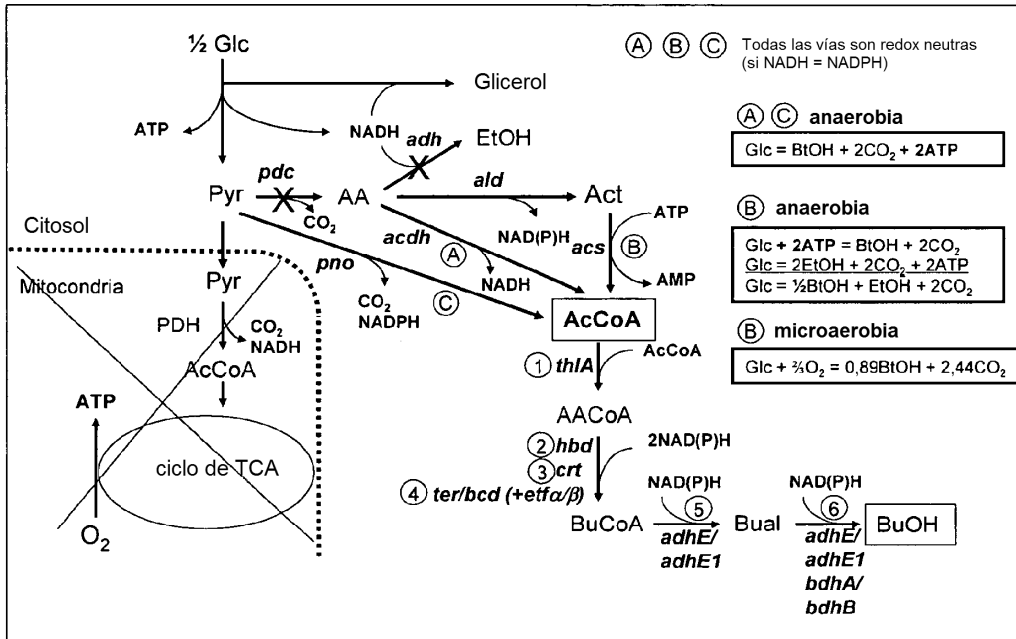 ½ Glc
Glicerol
ATP
NADH
adh
EtOH
Pyr
pdc
CO₂
AA
ald
NAD(P)H
Act
ATP
acs
B
AMP
acdh
A
NADH
pno
C
CO₂
NADPH
AcCoA
Citosol
Mitocondria
Pyr
PDH
CO₂
NADH
AcCoA
ATP
ciclo de TCA
O₂
1 thlA
AcCoA
AACoA
2 hbd
3 crt
4 ter/bcd (+etfα/β)
2NAD(P)H
BuCoA
NAD(P)H
5
adhE/
adhE1
Bual
NAD(P)H
6
adhE/
adhE1
bdhA/
bdhB
BuOH
A B C Todas las vías son redox neutras
(si NADH = NADPH)
A C anaerobia
Glc = BtOH + 2CO₂ + 2ATP
B anaerobia
Glc + 2ATP = BtOH + 2CO₂
Glc = 2EtOH + 2CO₂ + 2ATP
Glc = ½BtOH + EtOH + 2CO₂
B microaerobia
Glc + ⅔O₂ = 0,89BtOH + 2,44CO₂